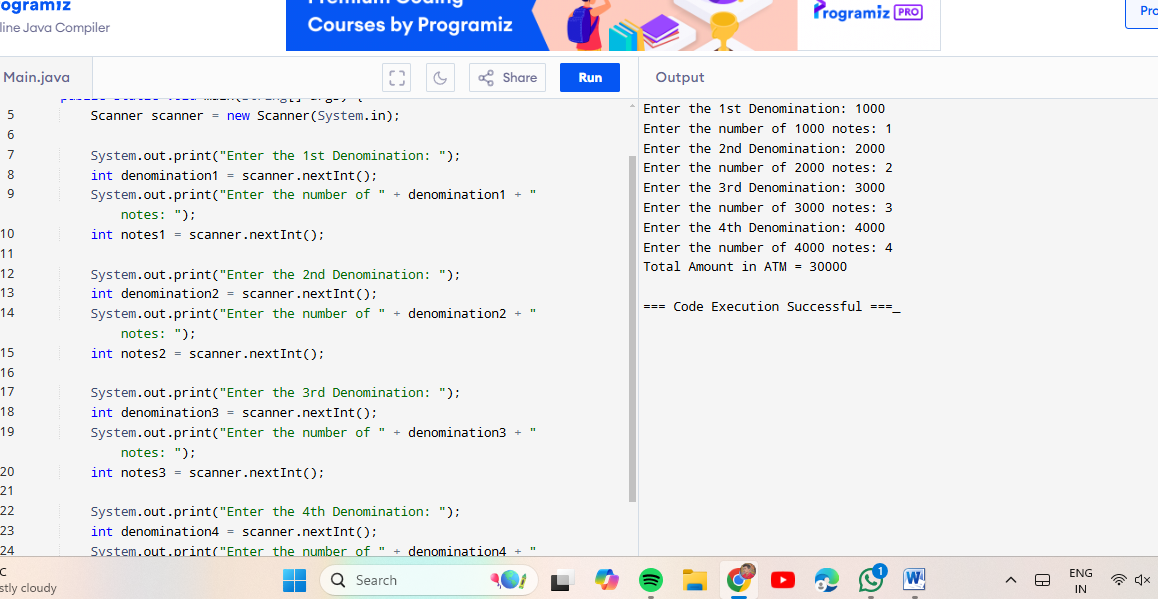 ogramiz
line Java Compiler
Premium Coding
Courses by Programiz
Programiz PRO
Pro
Main.java
Share
Run
Output
public static void main(String[] args) {
5 Scanner scanner = new Scanner(System.in);
6
7 System.out.print("Enter the 1st Denomination: ");
8 int denomination1 = scanner.nextInt();
9 System.out.print("Enter the number of " + denomination1 + "
notes: ");
10 int notes1 = scanner.nextInt();
11
12 System.out.print("Enter the 2nd Denomination: ");
13 int denomination2 = scanner.nextInt();
14 System.out.print("Enter the number of " + denomination2 + "
notes: ");
15 int notes2 = scanner.nextInt();
16
17 System.out.print("Enter the 3rd Denomination: ");
18 int denomination3 = scanner.nextInt();
19 System.out.print("Enter the number of " + denomination3 + "
notes: ");
20 int notes3 = scanner.nextInt();
21
22 System.out.print("Enter the 4th Denomination: ");
23 int denomination4 = scanner.nextInt();
24 System.out.print("Enter the number of " + denomination4 + "
Enter the 1st Denomination: 1000
Enter the number of 1000 notes: 1
Enter the 2nd Denomination: 2000
Enter the number of 2000 notes: 2
Enter the 3rd Denomination: 3000
Enter the number of 3000 notes: 3
Enter the 4th Denomination: 4000
Enter the number of 4000 notes: 4
Total Amount in ATM = 30000
=== Code Execution Successful ===_
C
stly cloudy
Search
1
W
ENG
IN